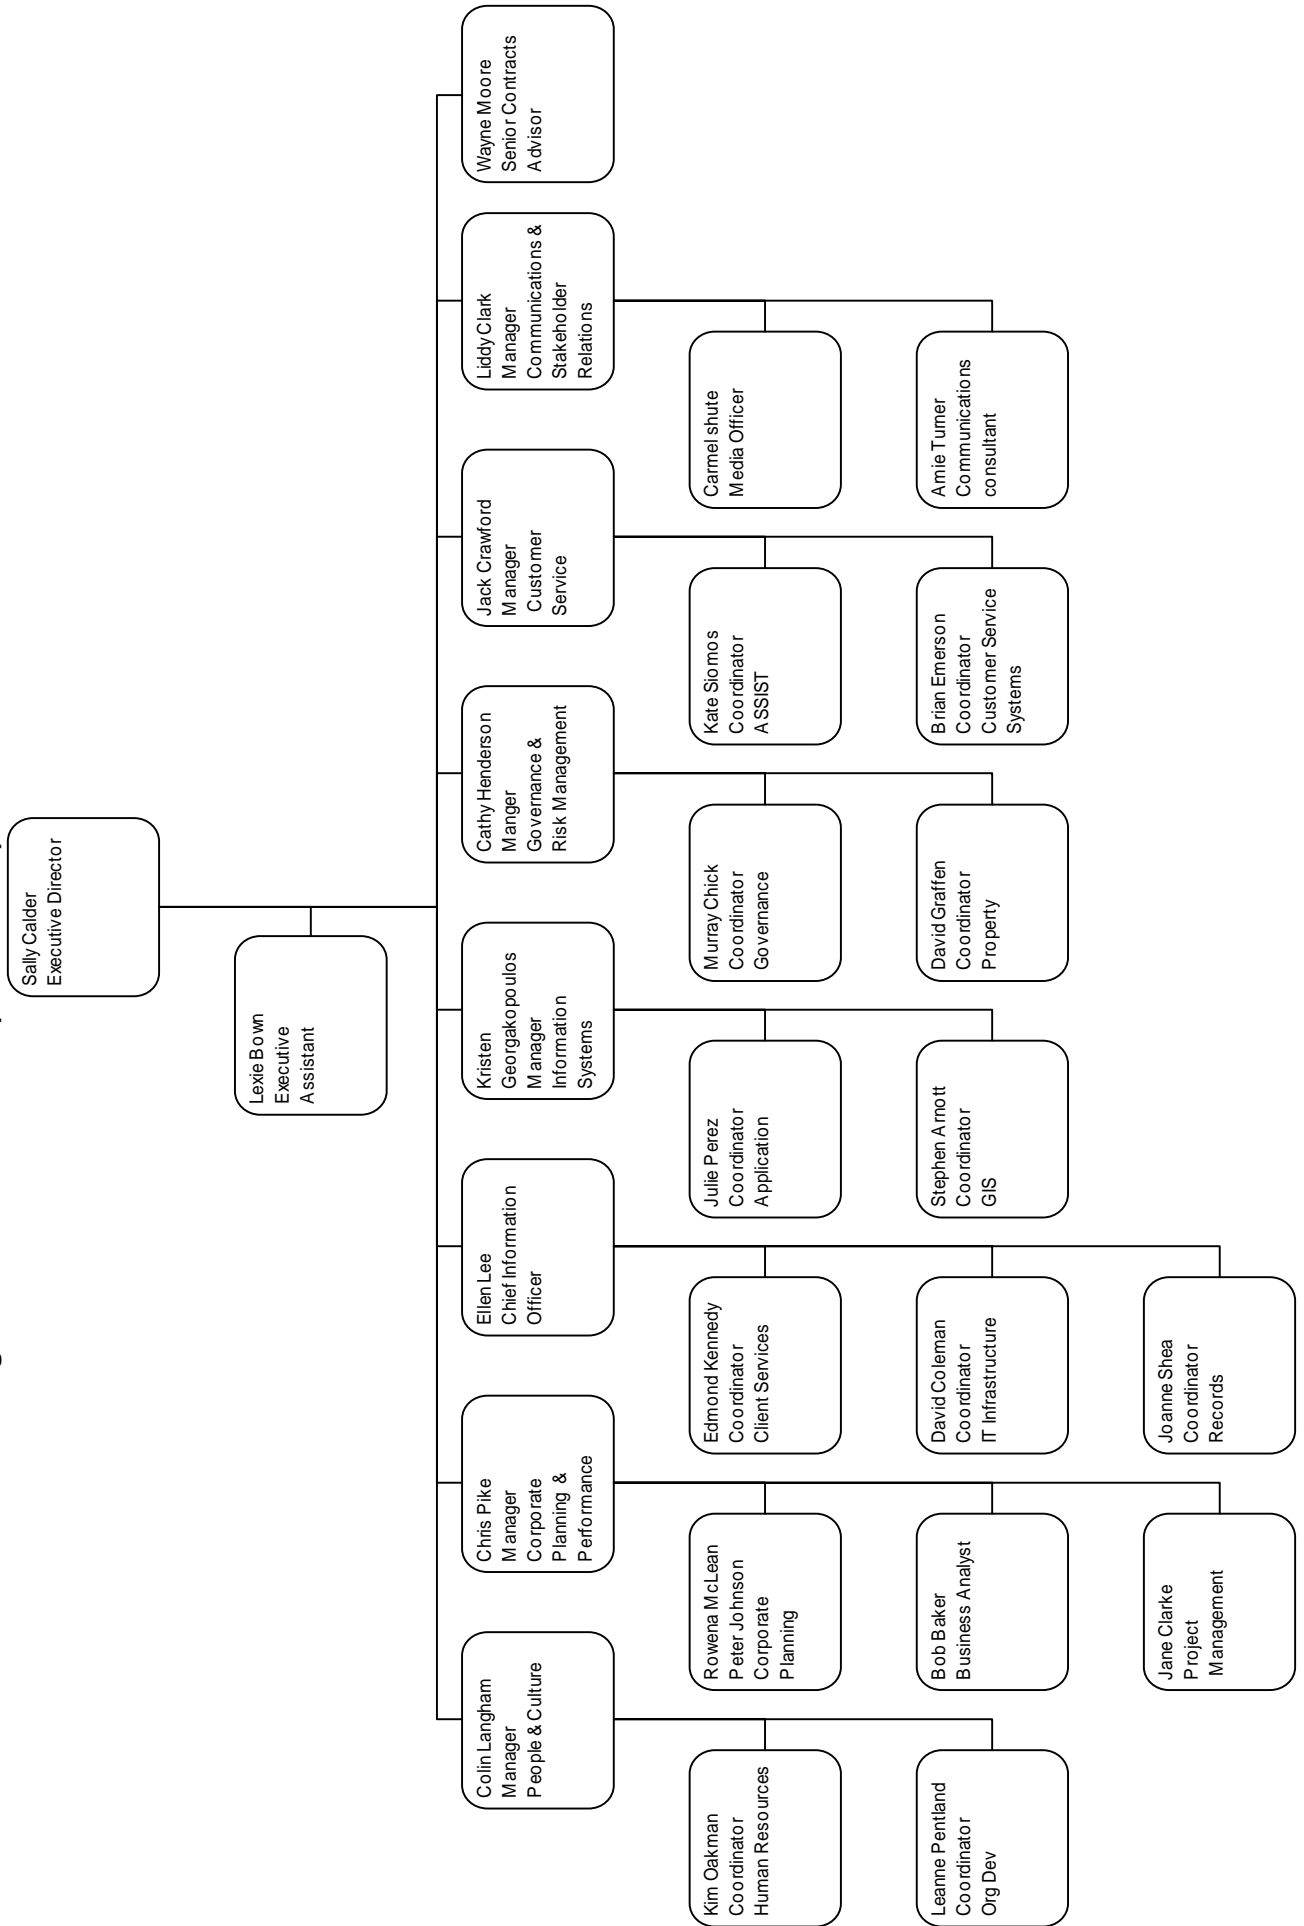 Sally Calder
Executive Director
Lexie Bown
Executive
Assistant
Colin Langham
Manager
People & Culture
Chris Pike
Manager
Corporate
Planning &
Performance
Ellen Lee
Chief Information
Officer
Kristen
Georgakopoulos
Manager
Information
Systems
Cathy Henderson
Manger
Governance &
Risk Management
Jack Crawford
Manager
Customer
Service
Liddy Clark
Manager
Communications &
Stakeholder
Relations
Wayne Moore
Senior Contracts
Advisor
Kim Oakman
Coordinator
Human Resources
Rowena McLean
Peter Johnson
Corporate
Planning
Edmond Kennedy
Coordinator
Client Services
Julie Perez
Coordinator
Application
Murray Chick
Coordinator
Governance
Kate Siomos
Coordinator
ASSIST
Carmel shute
Media Officer
Leanne Pentland
Coordinator
Org Dev
Bob Baker
Business Analyst
David Coleman
Coordinator
IT Infrastructure
Stephen Arnott
Coordinator
GIS
David Graffen
Coordinator
Property
Brian Emerson
Coordinator
Customer Service
Systems
Amie Turner
Communications
consultant
Jane Clarke
Project
Management
Joanne Shea
Coordinator
Records